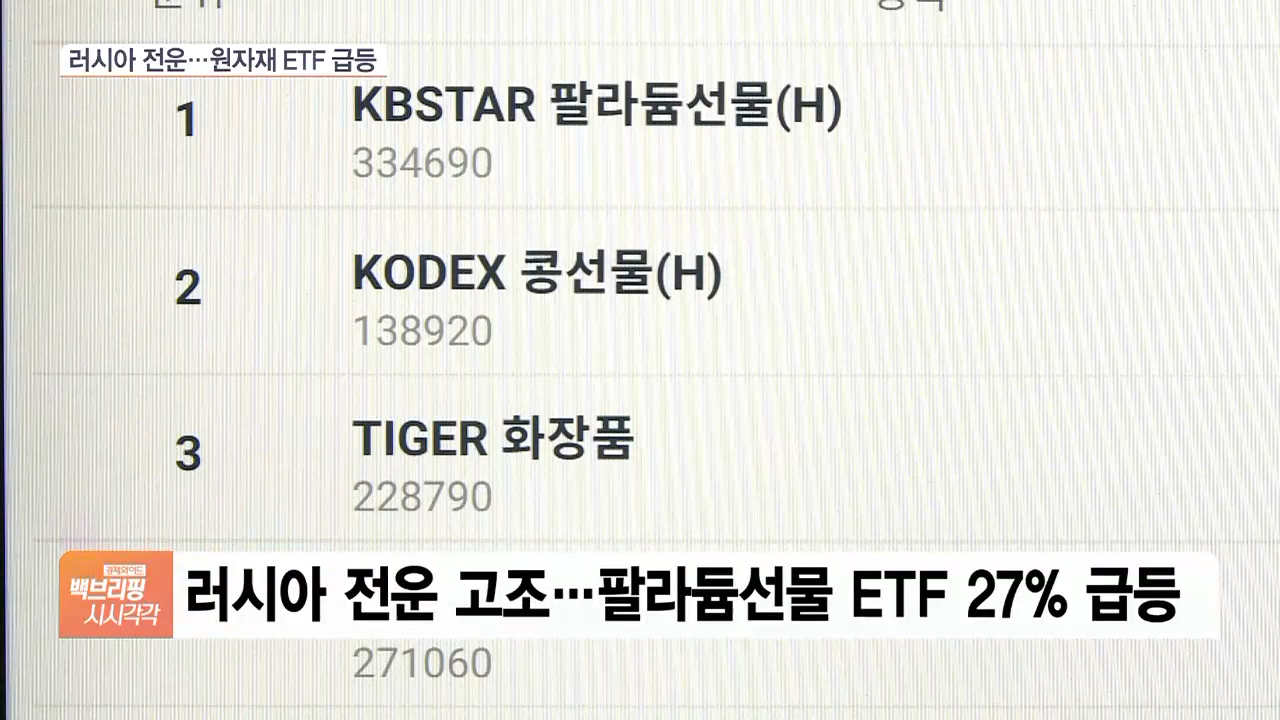 러시아 전운…원자재 ETF 급등
1
KBSTAR 팔라듐선물(H)
334690
2
KODEX 콩선물(H)
138920
3
TIGER 화장품
228790
경제와이드
백브리핑
시시각각
러시아 전운 고조…팔라듐선물 ETF 27% 급등
271060